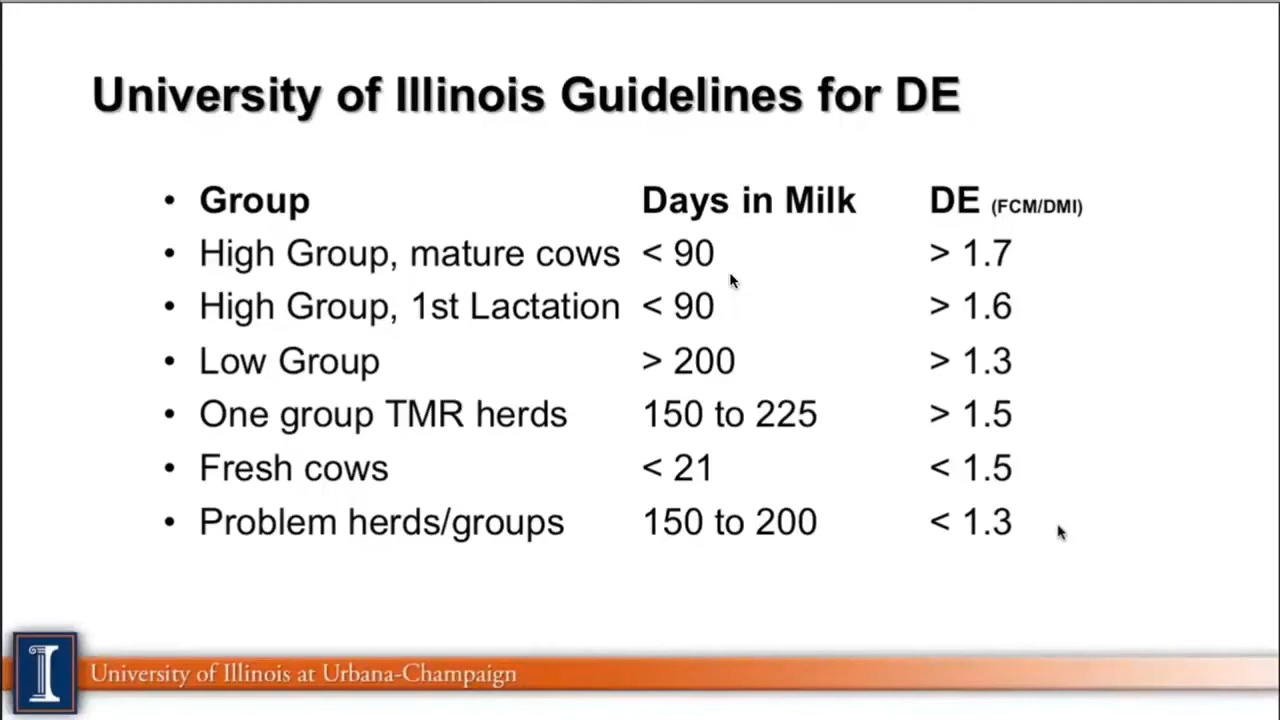 University of Illinois Guidelines for DE
• Group Days in Milk DE (FCM/DMI)
• High Group, mature cows < 90 > 1.7
• High Group, 1st Lactation < 90 > 1.6
• Low Group > 200 > 1.3
• One group TMR herds 150 to 225 > 1.5
• Fresh cows < 21 < 1.5
• Problem herds/groups 150 to 200 < 1.3
I
University of Illinois at Urbana-Champaign